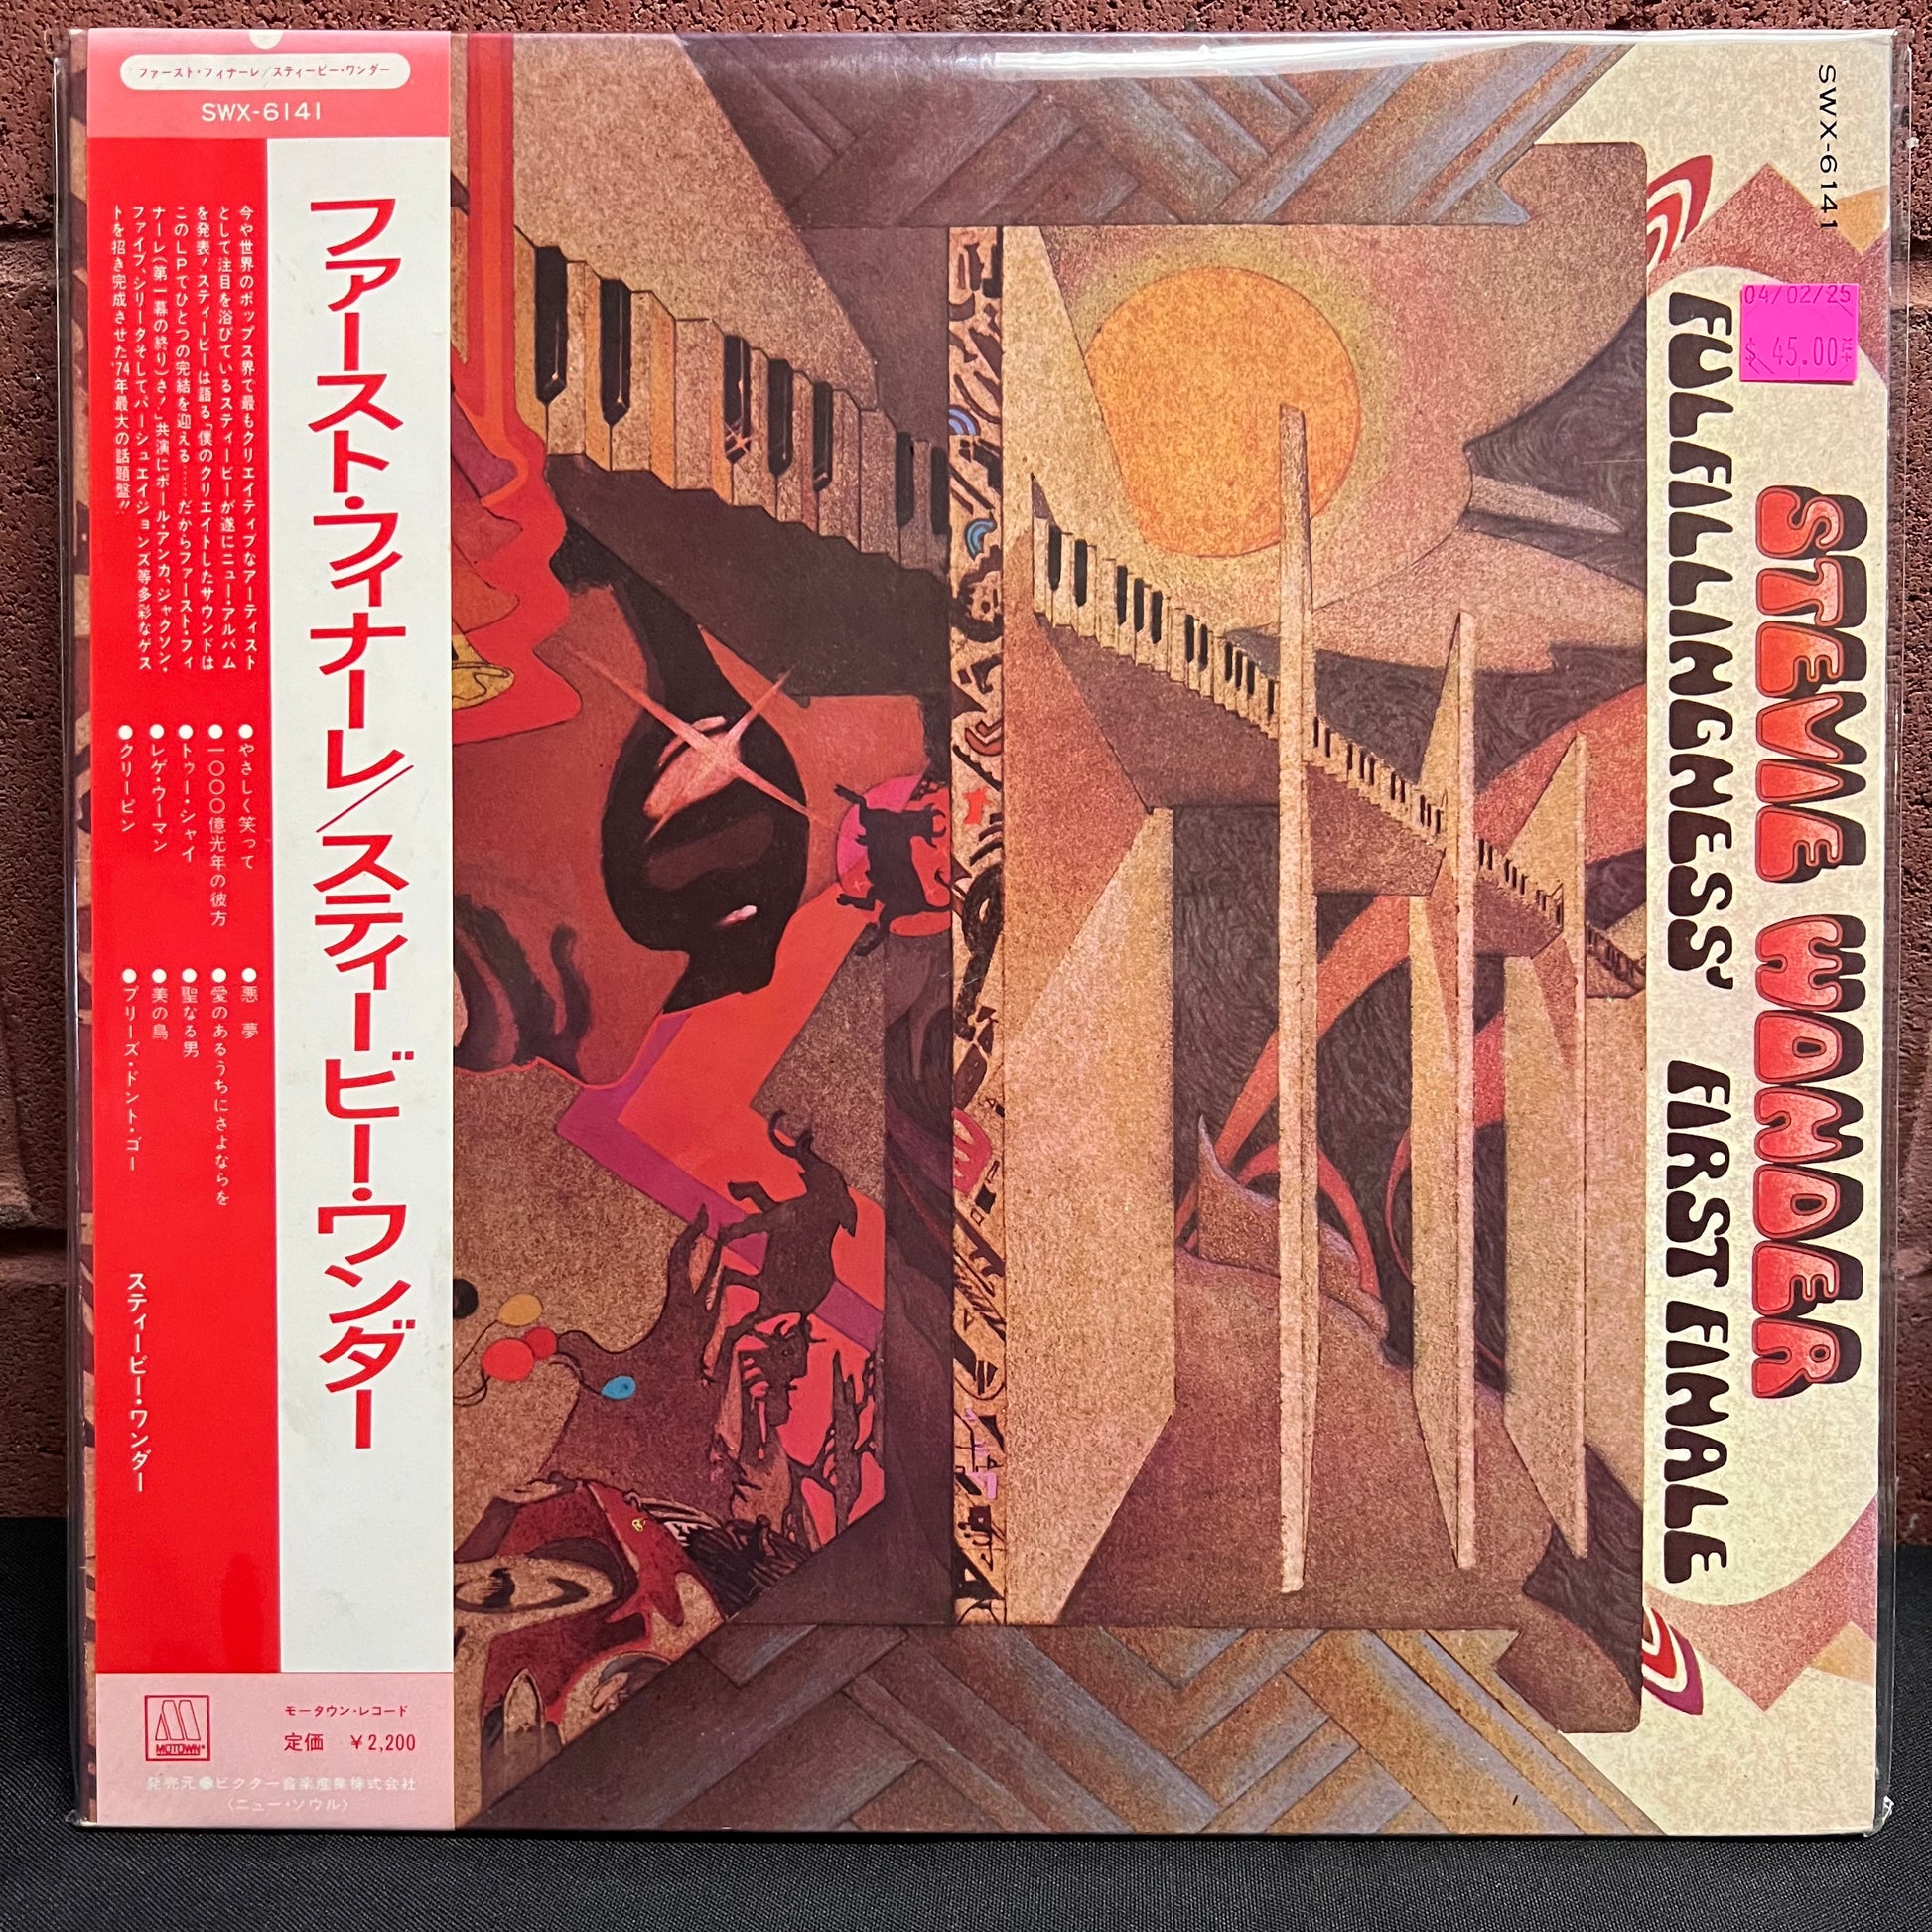 ファースト・フィナーレ/スティービー・ワンダー
SWX-6141
ファースト・フィナーレ/スティービー・ワンダー
今や世界のポップス界で最もクリエイティブなアーティスト
として注目を浴びているスティービーが遂にニュー・アルバム
を発表!スティービーは語る「僕のクリエイトしたサウンドは
このLPでひとつの完結を迎える……だからファースト・フィ
ナーレ(第一幕の終り)さ!」共演にポール・アンカ、ジャクソン・
ファイブ、シリータそしてパーシュエイジョンズ等多彩なゲス
トを招き完成させた'74年最大の話題盤!!
●やさしく笑って
●一〇〇〇億光年の彼方
●トゥー・シャイ
●レゲ・ウーマン
●クリーピン
●悪 夢
●愛のあるうちにさよならを
●聖なる男
●美の鳥
●プリーズ・ドント・ゴー
スティービー・ワンダー
MOTOWN
モータウン・レコード
定価 ¥2,200
発売元●ビクター音楽産業株式会社
〈ニュー・ソウル〉
SWX-6141
04/02/25
$ 45.00
STEVIE WONDER
FULFILLINGNESS' FIRST FINALE